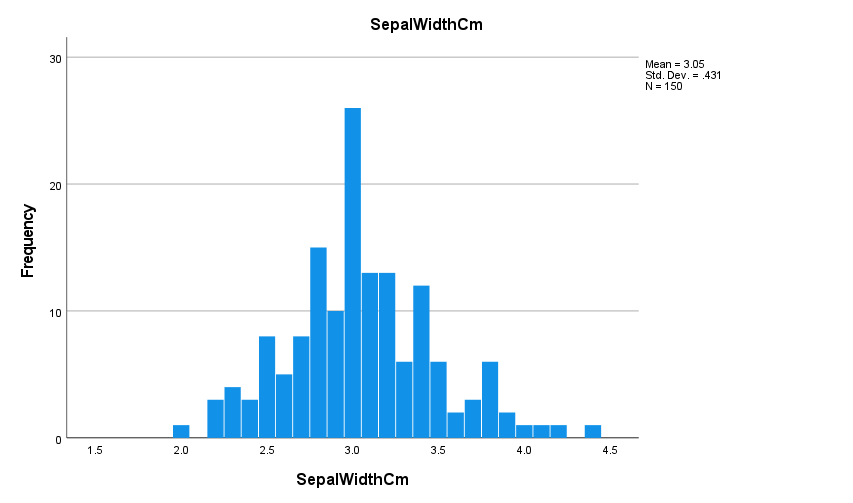 SepalWidthCm
Mean = 3.05
Std. Dev. = .431
N = 150
30
20
10
0
Frequency
1.5 2.0 2.5 3.0 3.5 4.0 4.5
SepalWidthCm